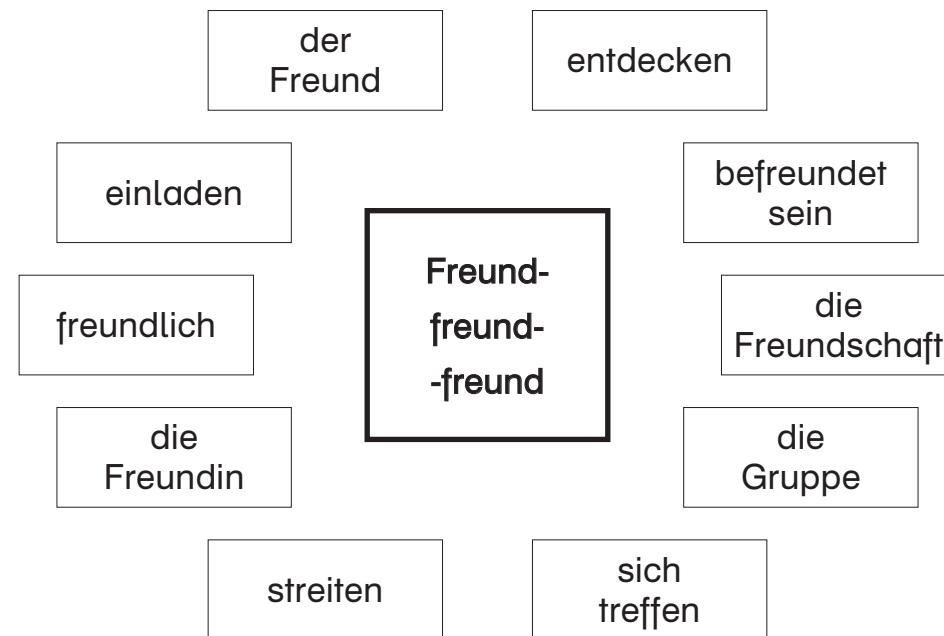 der
Freund
entdecken
einladen
befreundet
sein
Freund-
freund-
-freund
freundlich
die
Freundschaft
die
Freundin
die
Gruppe
streiten
sich
treffen